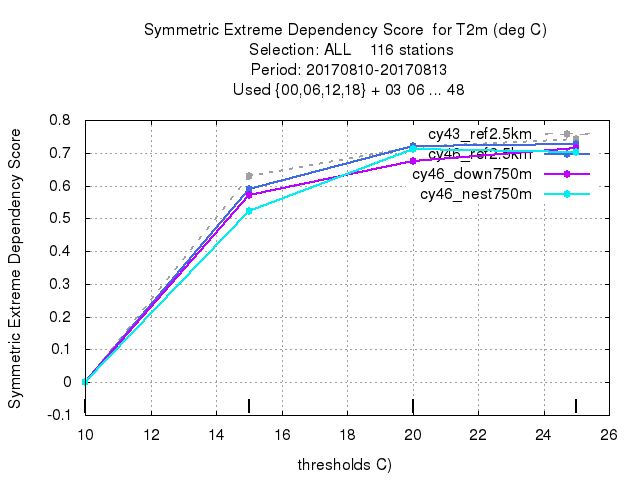 Symmetric Extreme Dependency Score  for T2m (deg C)
Selection: ALL    116 stations
Period: 20170810-20170813
Used {00,06,12,18} + 03 06 ... 48
Symmetric Extreme Dependency Score
0.8
0.7
0.6
0.5
0.4
0.3
0.2
0.1
0
-0.1
cy43_ref2.5km
cy46_ref2.5km
cy46_down750m
cy46_nest750m
10 12 14 16 18 20 22 24 26
thresholds C)